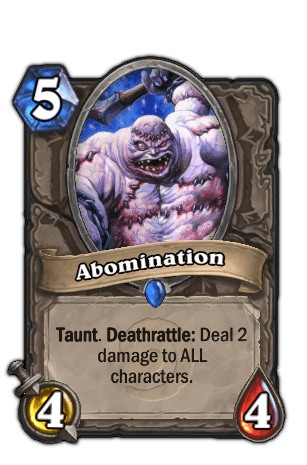 5
Abomination
Taunt. Deathrattle: Deal 2
damage to ALL
characters.
4 4